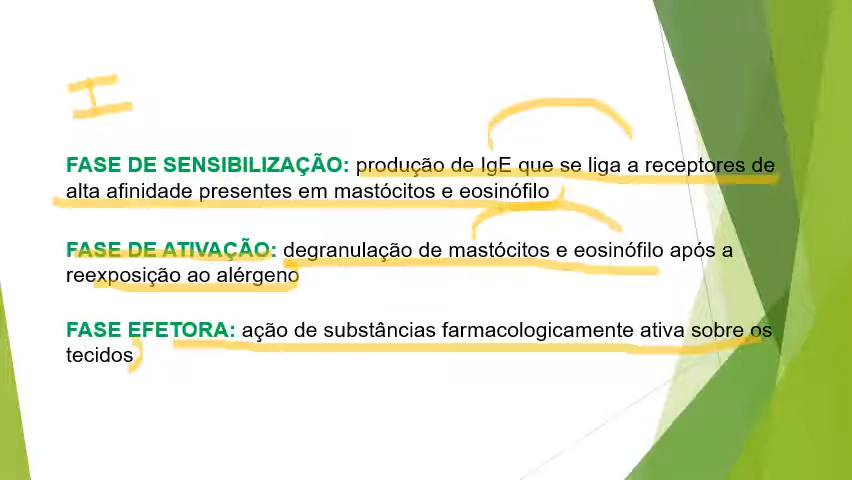 I
FASE DE SENSIBILIZAÇÃO: produção de IgE que se liga a receptores de
alta afinidade presentes em mastócitos e eosinófilo
FASE DE ATIVAÇÃO: degranulação de mastócitos e eosinófilo após a
reexposição ao alérgeno
FASE EFETORA: ação de substâncias farmacologicamente ativa sobre os
tecidos